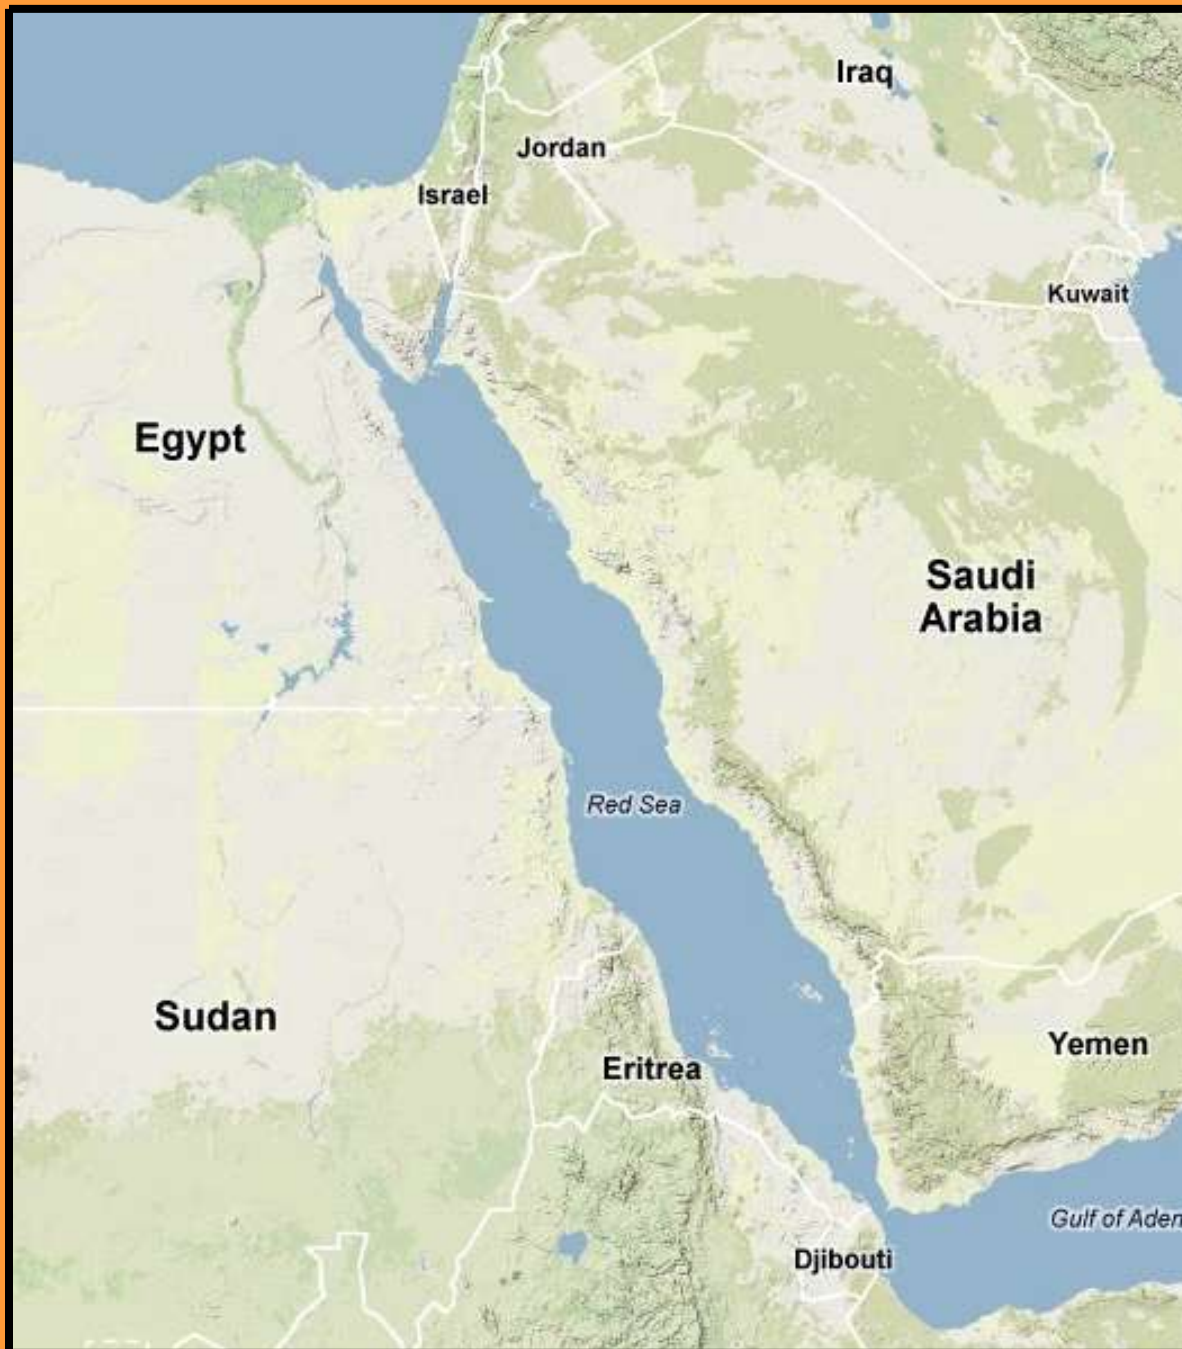 Iraq
Jordan
Israel
Kuwait
Egypt
Saudi
Arabia
Red Sea
Sudan
Yemen
Eritrea
Gulf of Aden
Djibouti